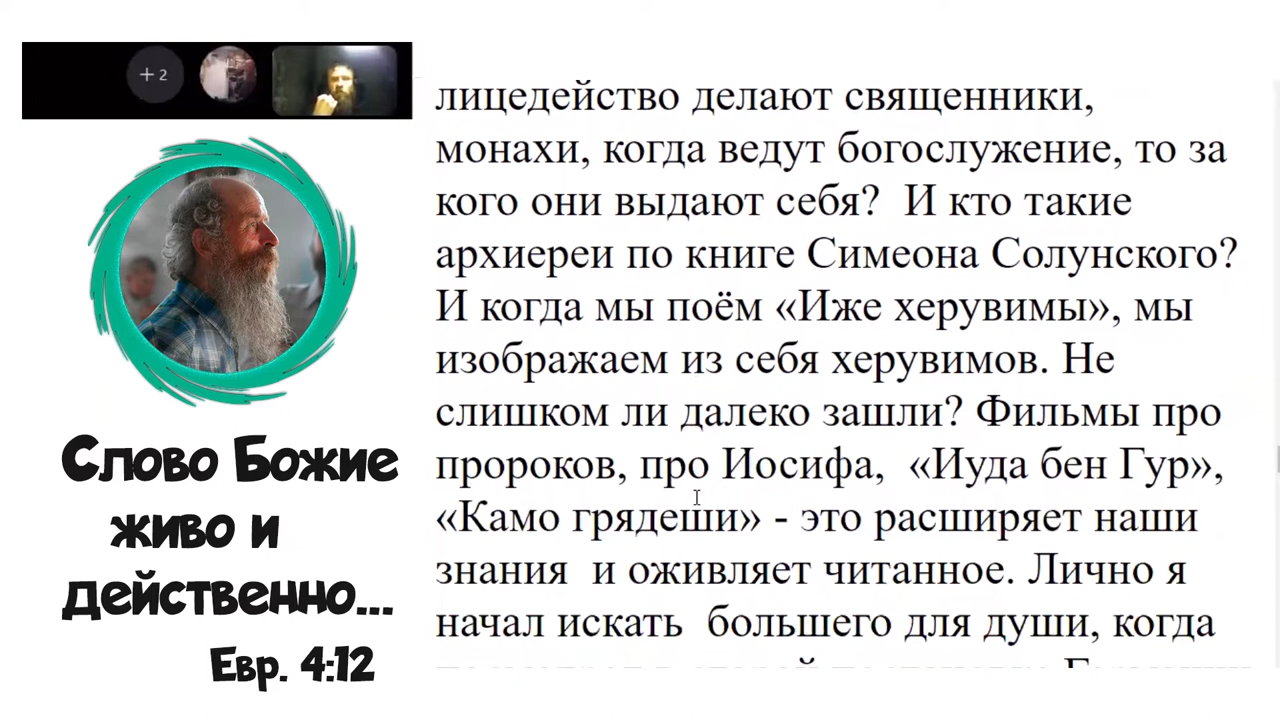 + 2
лицедейство делают священники,
монахи, когда ведут богослужение, то за
кого они выдают себя?  И кто такие
архиереи по книге Симеона Солунского?
И когда мы поём «Иже херувимы», мы
изображаем из себя херувимов. Не
слишком ли далеко зашли? Фильмы про
пророков, про Иосифа,  «Иуда бен Гур»,
«Камо грядеши» - это расширяет наши
знания  и оживляет читанное. Лично я
начал искать  большего для души, когда
Слово Божие
живо и
действенно...
Евр. 4:12